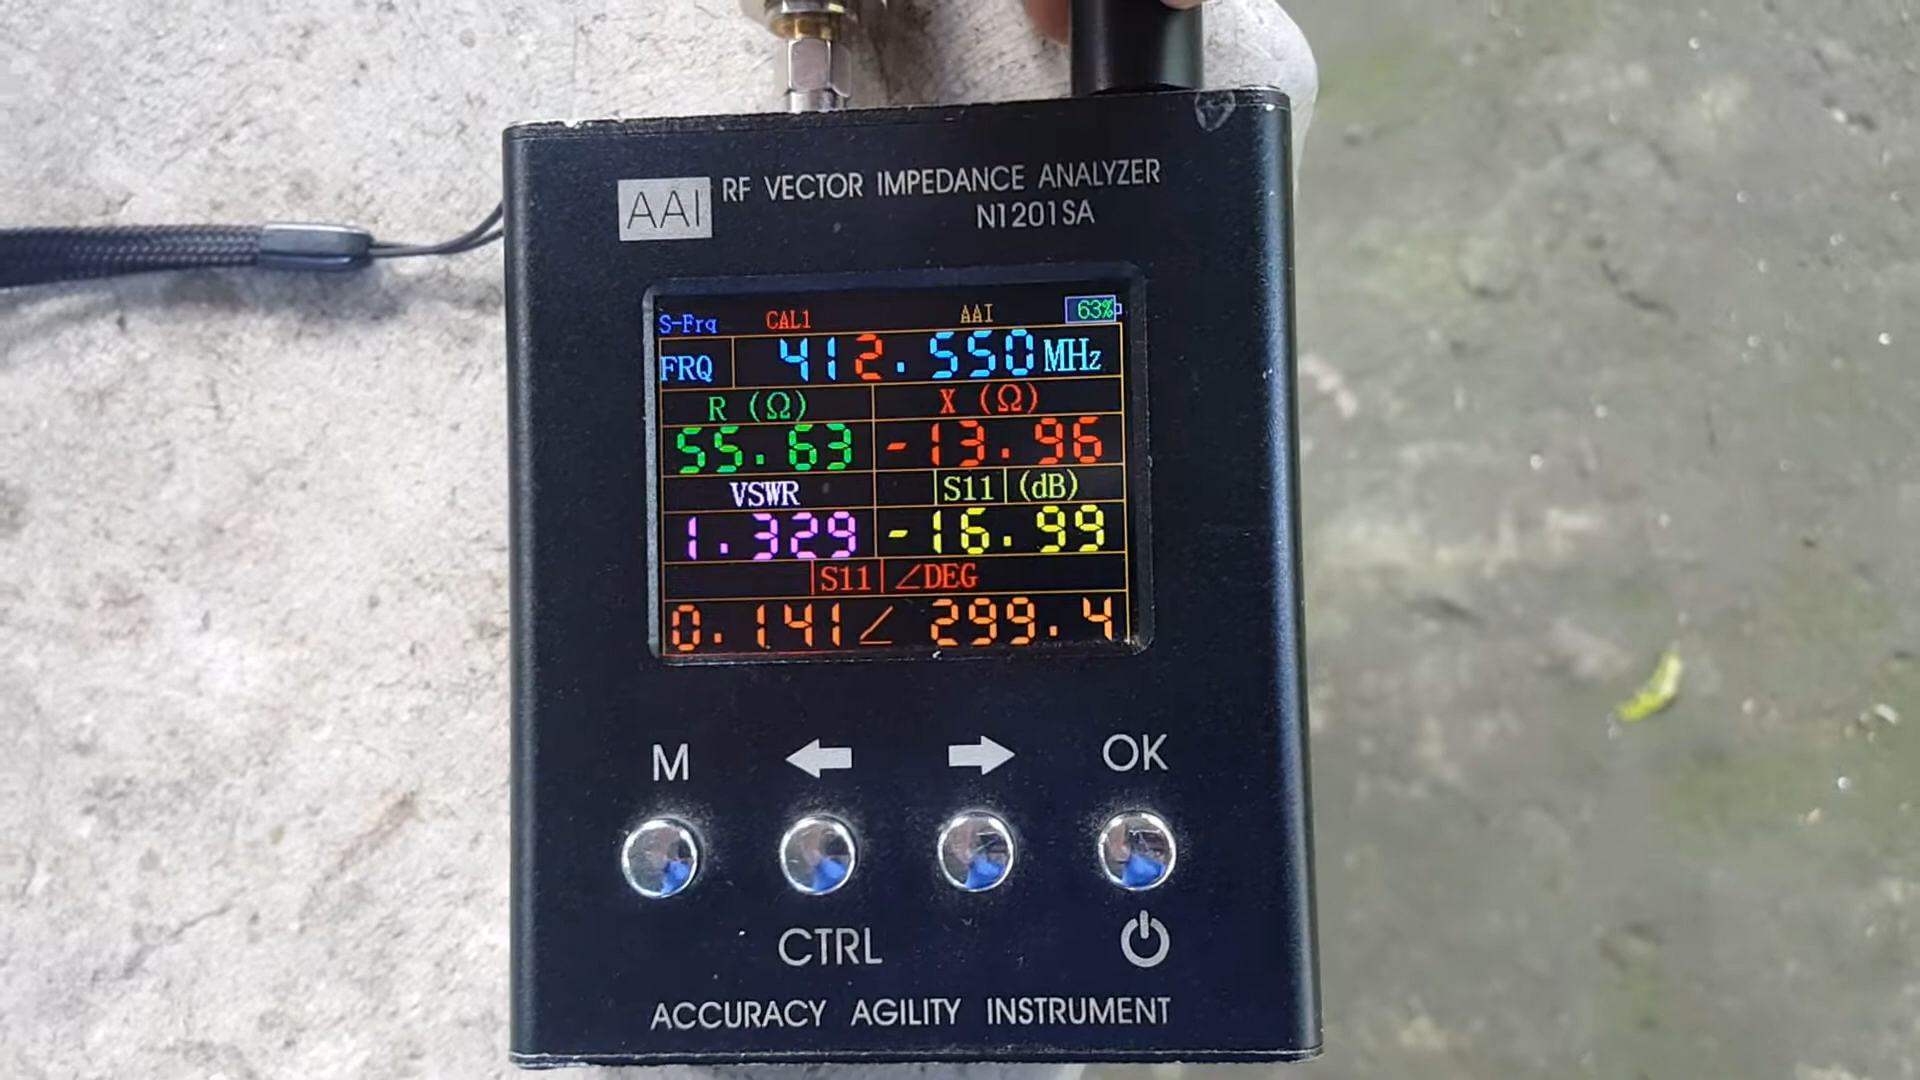 AAI RF VECTOR IMPEDANCE ANALYZER
N1201SA
S-Frq CAL1 AAI 63%
FRQ 412.550 MHz
R (Ω) X (Ω)
55.63 -13.96
VSWR |S11| (dB)
1.329 -16.99
|S11| ∠DEG
0.141∠ 299.4
M OK
CTRL
ACCURACY AGILITY INSTRUMENT